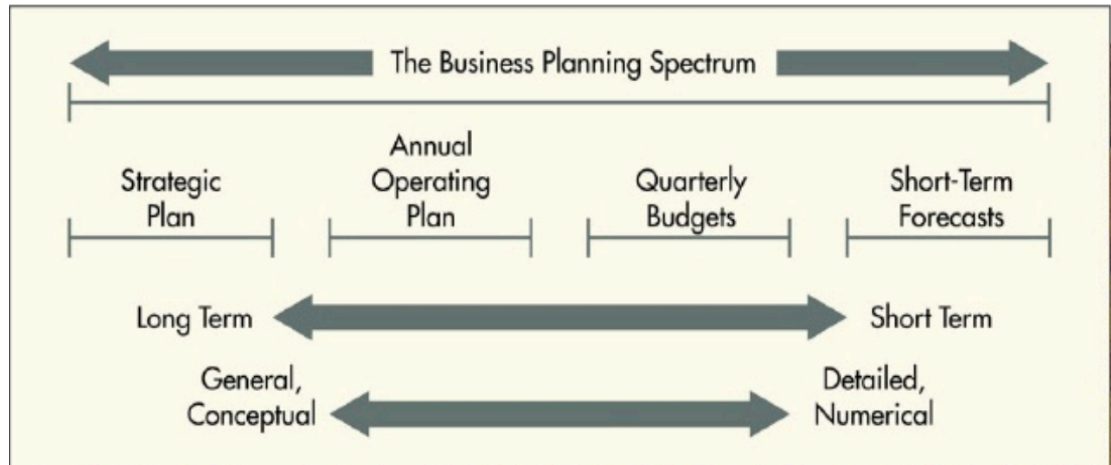 The Business Planning Spectrum
Strategic
Plan
Annual
Operating
Plan
Quarterly
Budgets
Short-Term
Forecasts
Long Term
Short Term
General,
Conceptual
Detailed,
Numerical